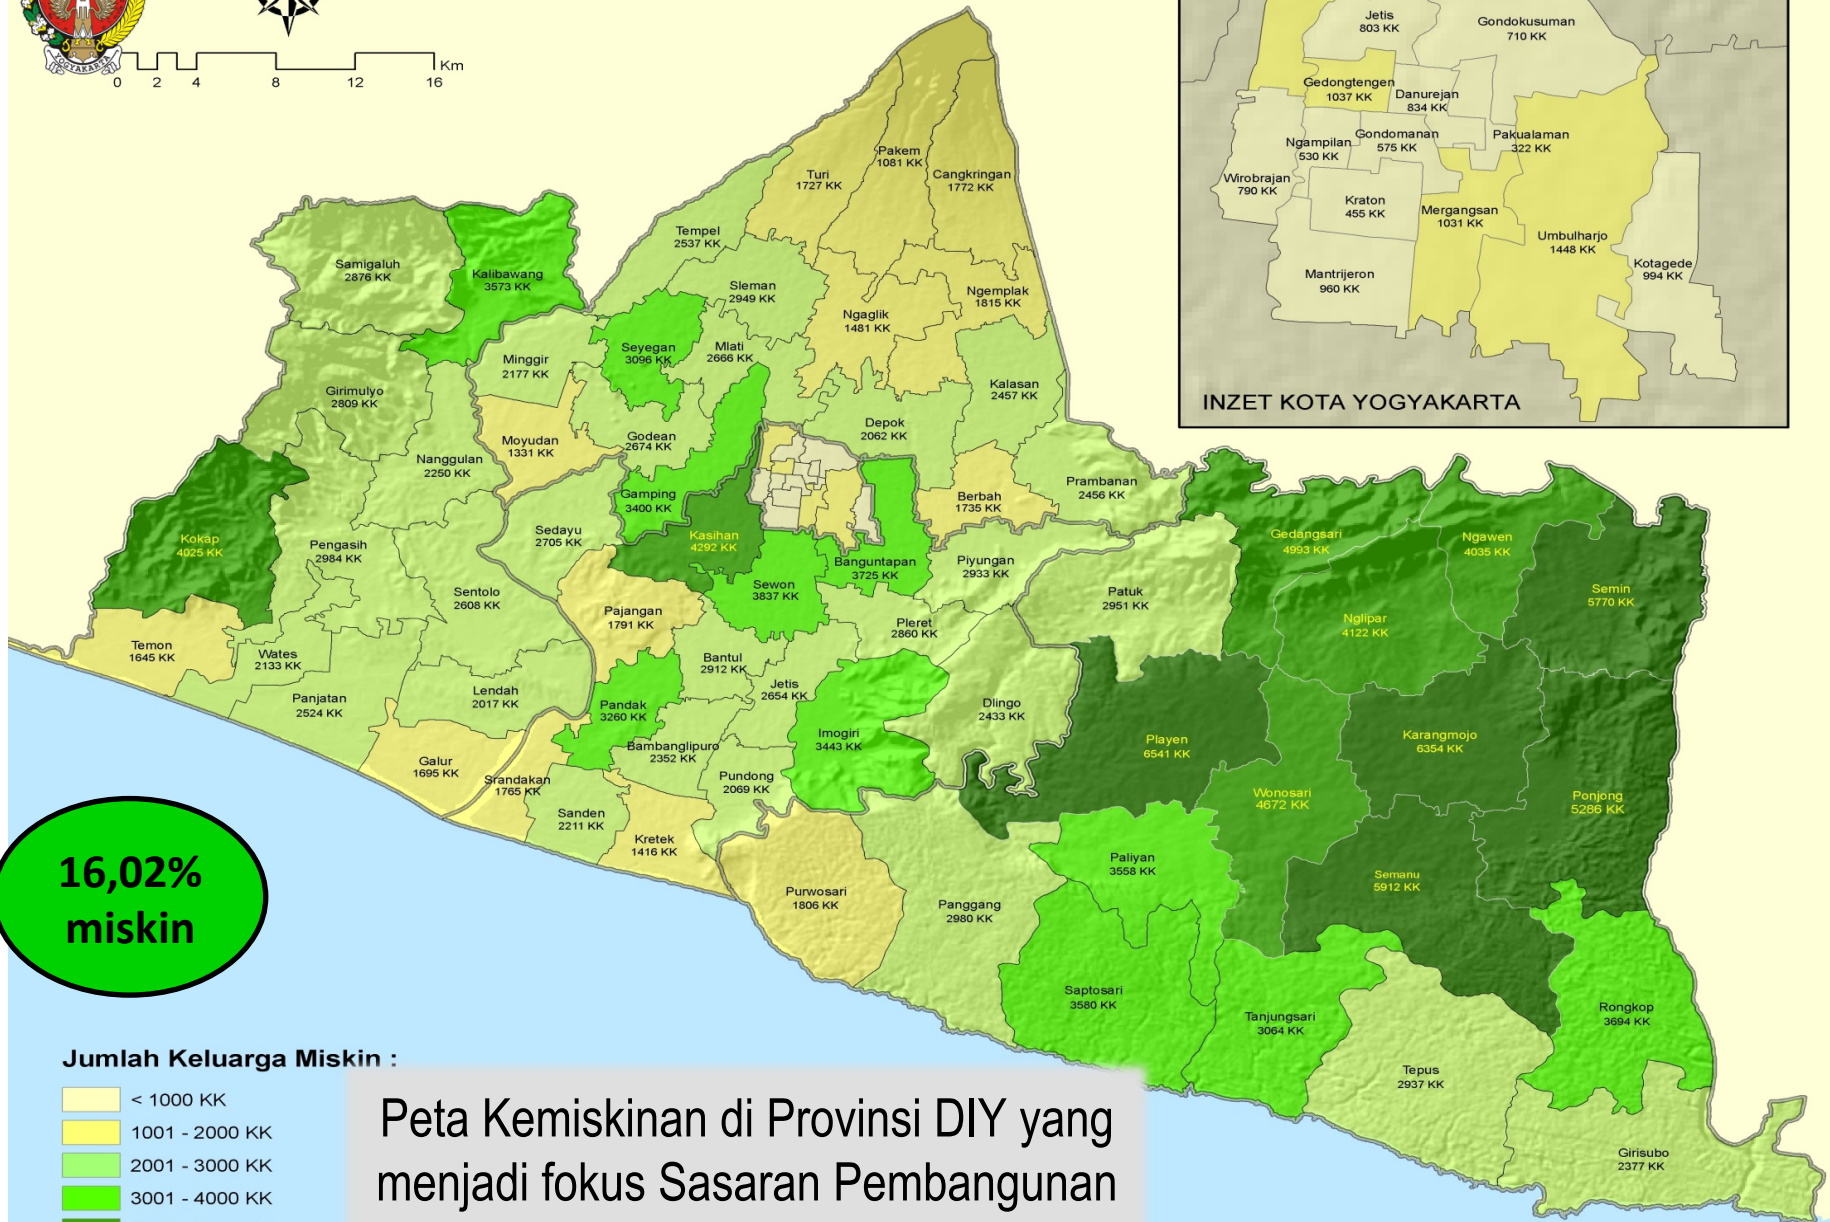 YOGYAKARTA
Km
0 2 4 8 12 16
Jetis
803 KK
Gondokusuman
710 KK
Gedongtengen
1037 KK
Danurejan
834 KK
Ngampilan
530 KK
Gondomanan
575 KK
Pakualaman
322 KK
Wirobrajan
790 KK
Kraton
455 KK
Mergangsan
1031 KK
Umbulharjo
1448 KK
Mantrijeron
960 KK
Kotagede
994 KK
INZET KOTA YOGYAKARTA
Pakem
1081 KK
Turi
1727 KK
Cangkringan
1772 KK
Tempel
2537 KK
Samigaluh
2876 KK
Kalibawang
3573 KK
Sleman
2949 KK
Ngemplak
1815 KK
Ngaglik
1481 KK
Seyegan
3096 KK
Mlati
2666 KK
Minggir
2177 KK
Girimulyo
2809 KK
Kalasan
2457 KK
Moyudan
1331 KK
Godean
2674 KK
Depok
2062 KK
Nanggulan
2250 KK
Gamping
3400 KK
Berbah
1735 KK
Prambanan
2456 KK
Kokap
4025 KK
Pengasih
2984 KK
Sedayu
2705 KK
Kasihan
4292 KK
Sewon
3837 KK
Banguntapan
3725 KK
Piyungan
2933 KK
Gedangsari
4993 KK
Ngawen
4035 KK
Semin
5770 KK
Sentolo
2608 KK
Pajangan
1791 KK
Patuk
2951 KK
Nglipar
4122 KK
Pleret
2860 KK
Temon
1645 KK
Wates
2133 KK
Bantul
2912 KK
Jetis
2654 KK
Panjatan
2524 KK
Lendah
2017 KK
Pandak
3260 KK
Imogiri
3443 KK
Dlingo
2433 KK
Playen
6541 KK
Karangmojo
6354 KK
Bambanglipuro
2352 KK
Galur
1695 KK
Srandakan
1765 KK
Pundong
2069 KK
Wonosari
4672 KK
Ponjong
5286 KK
Sanden
2211 KK
Kretek
1416 KK
Paliyan
3558 KK
Semanu
5912 KK
Purwosari
1806 KK
Panggang
2980 KK
Saptosari
3580 KK
Tanjungsari
3064 KK
Rongkop
3694 KK
Tepus
2937 KK
Girisubo
2377 KK
16,02%
miskin
Jumlah Keluarga Miskin :
< 1000 KK
1001 - 2000 KK
2001 - 3000 KK
3001 - 4000 KK
Peta Kemiskinan di Provinsi DIY yang
menjadi fokus Sasaran Pembangunan